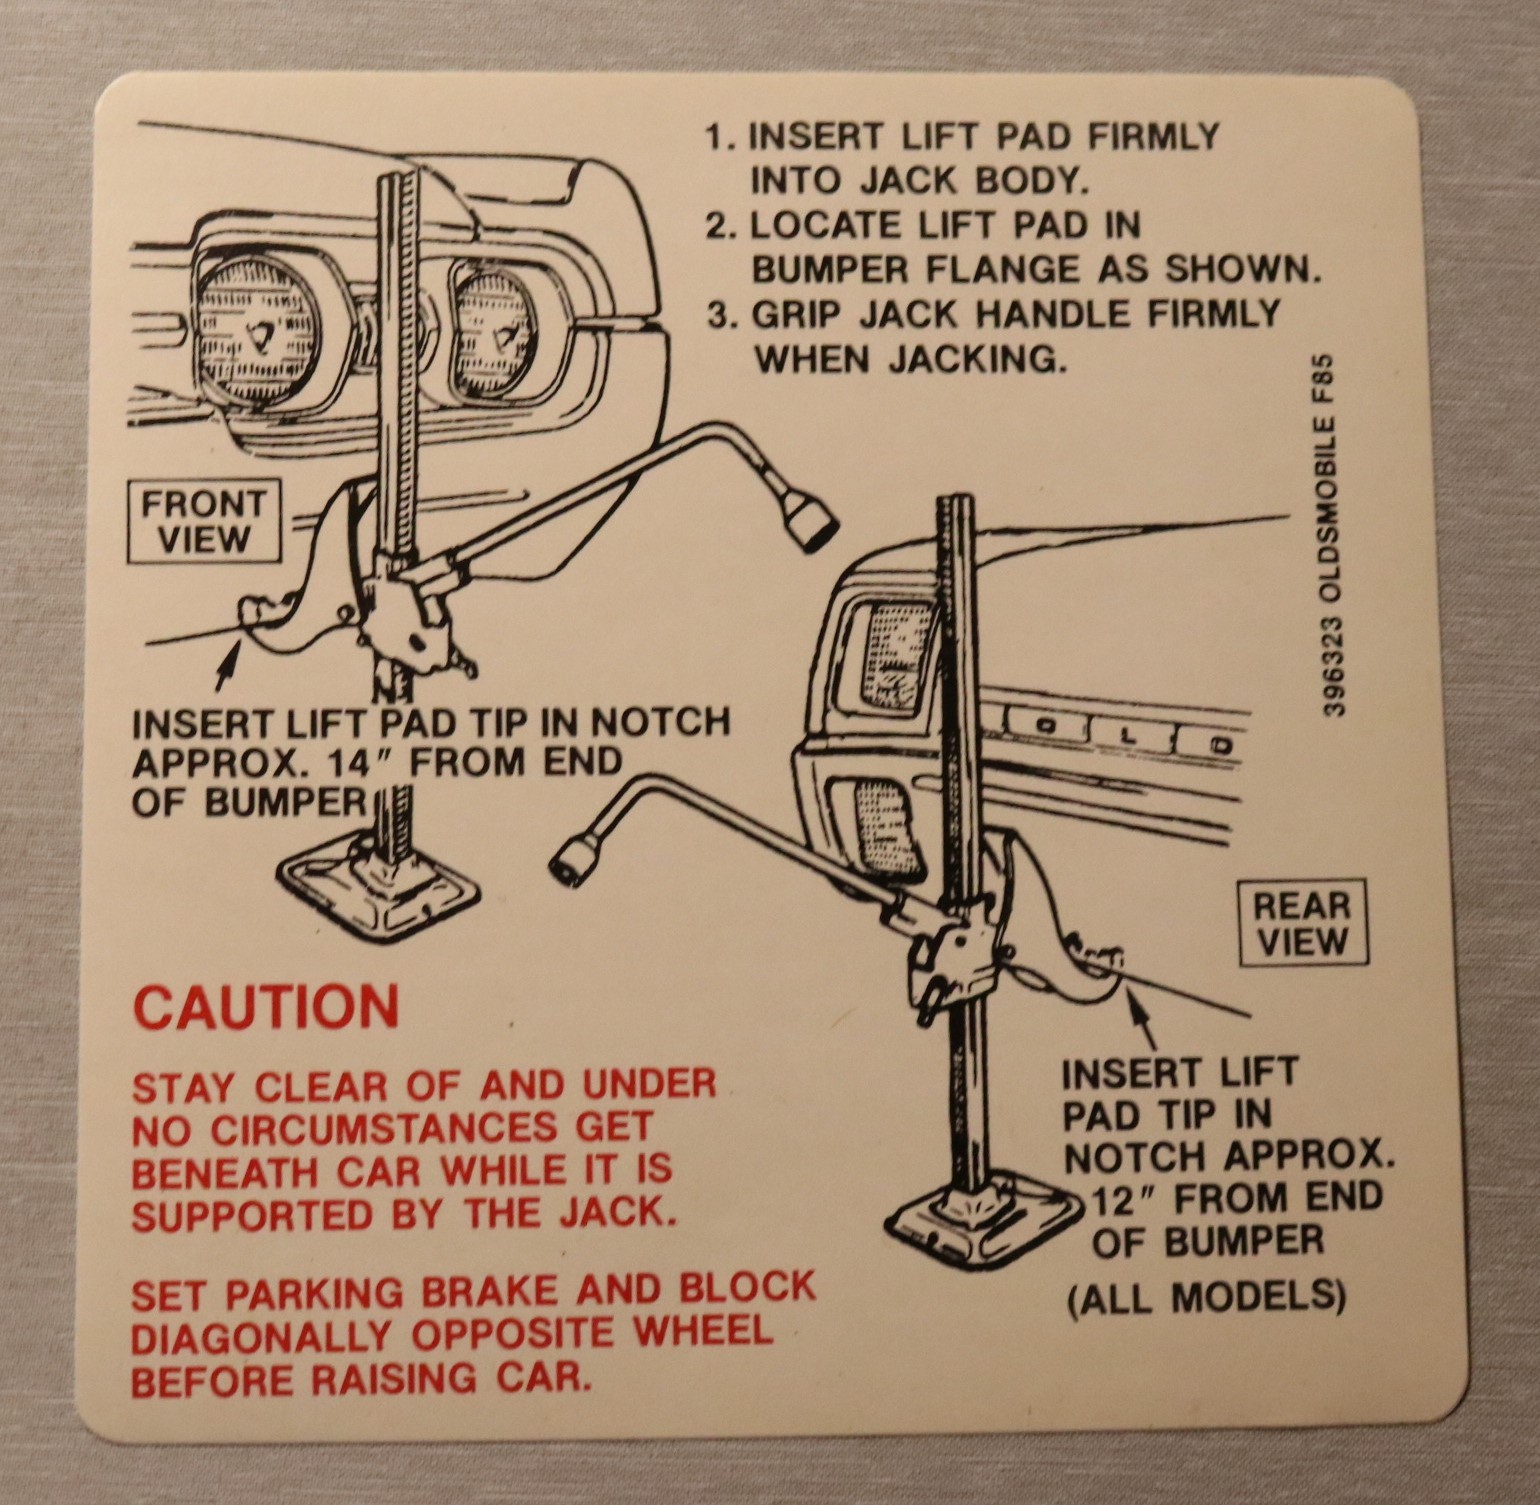 1. INSERT LIFT PAD FIRMLY
INTO JACK BODY.
2. LOCATE LIFT PAD IN
BUMPER FLANGE AS SHOWN.
3. GRIP JACK HANDLE FIRMLY
WHEN JACKING.
396323 OLDSMOBILE F85
FRONT
VIEW
INSERT LIFT PAD TIP IN NOTCH
APPROX. 14" FROM END
OF BUMPER
O L D
REAR
VIEW
INSERT LIFT
PAD TIP IN
NOTCH APPROX.
12" FROM END
OF BUMPER
(ALL MODELS)
CAUTION
STAY CLEAR OF AND UNDER
NO CIRCUMSTANCES GET
BENEATH CAR WHILE IT IS
SUPPORTED BY THE JACK.
SET PARKING BRAKE AND BLOCK
DIAGONALLY OPPOSITE WHEEL
BEFORE RAISING CAR.